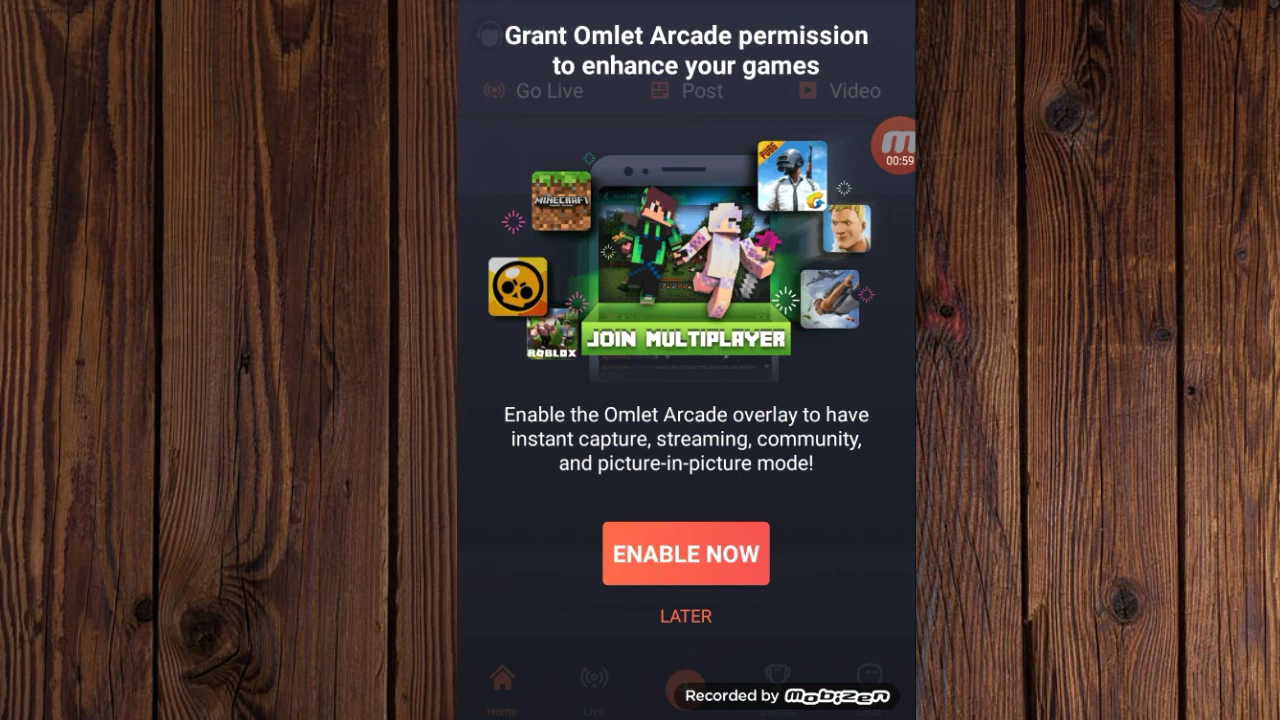 Grant Omlet Arcade permission
to enhance your games
Go Live
Post
Video
00:59
PUBG
MINECRAFT
ROBLOX
JOIN MULTIPLAYER
Enable the Omlet Arcade overlay to have
instant capture, streaming, community,
and picture-in-picture mode!
ENABLE NOW
LATER
Recorded by mobizen
Home
Live